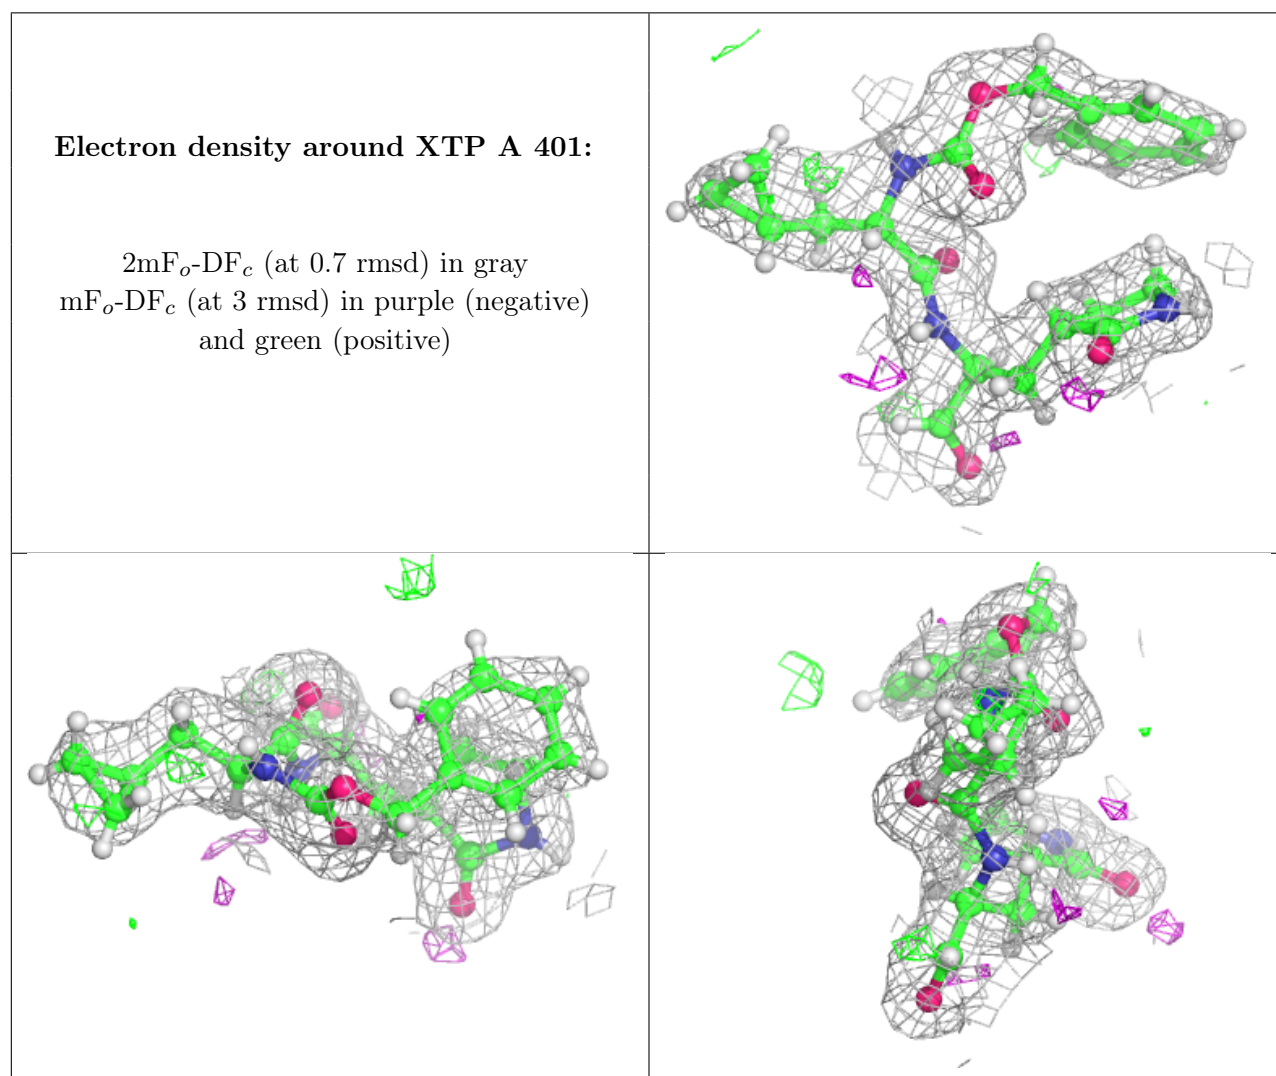 Electron density around XTP A 401:
2mFo-DFc (at 0.7 rmsd) in gray
mFo-DFc (at 3 rmsd) in purple (negative)
and green (positive)